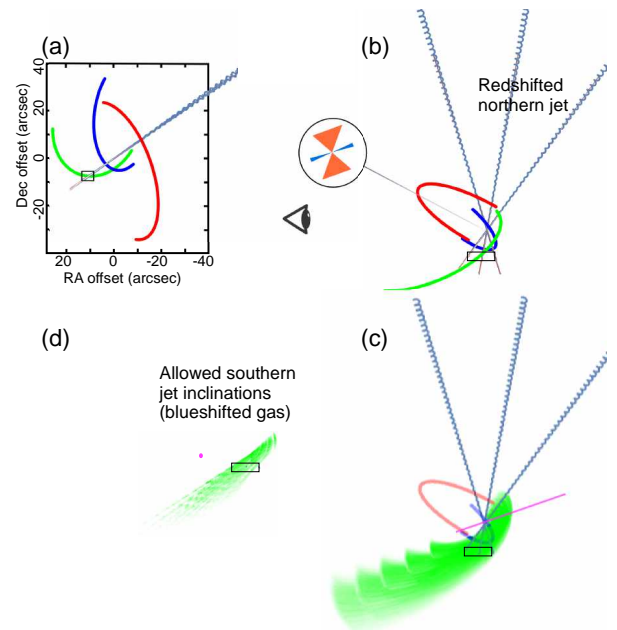 (a)
40
20
0
-20
Dec offset (arcsec)
20
0
-20
-40
RA offset (arcsec)
(b)
Redshifted
northern jet
(d)
Allowed southern
jet inclinations
(blueshifted gas)
(c)